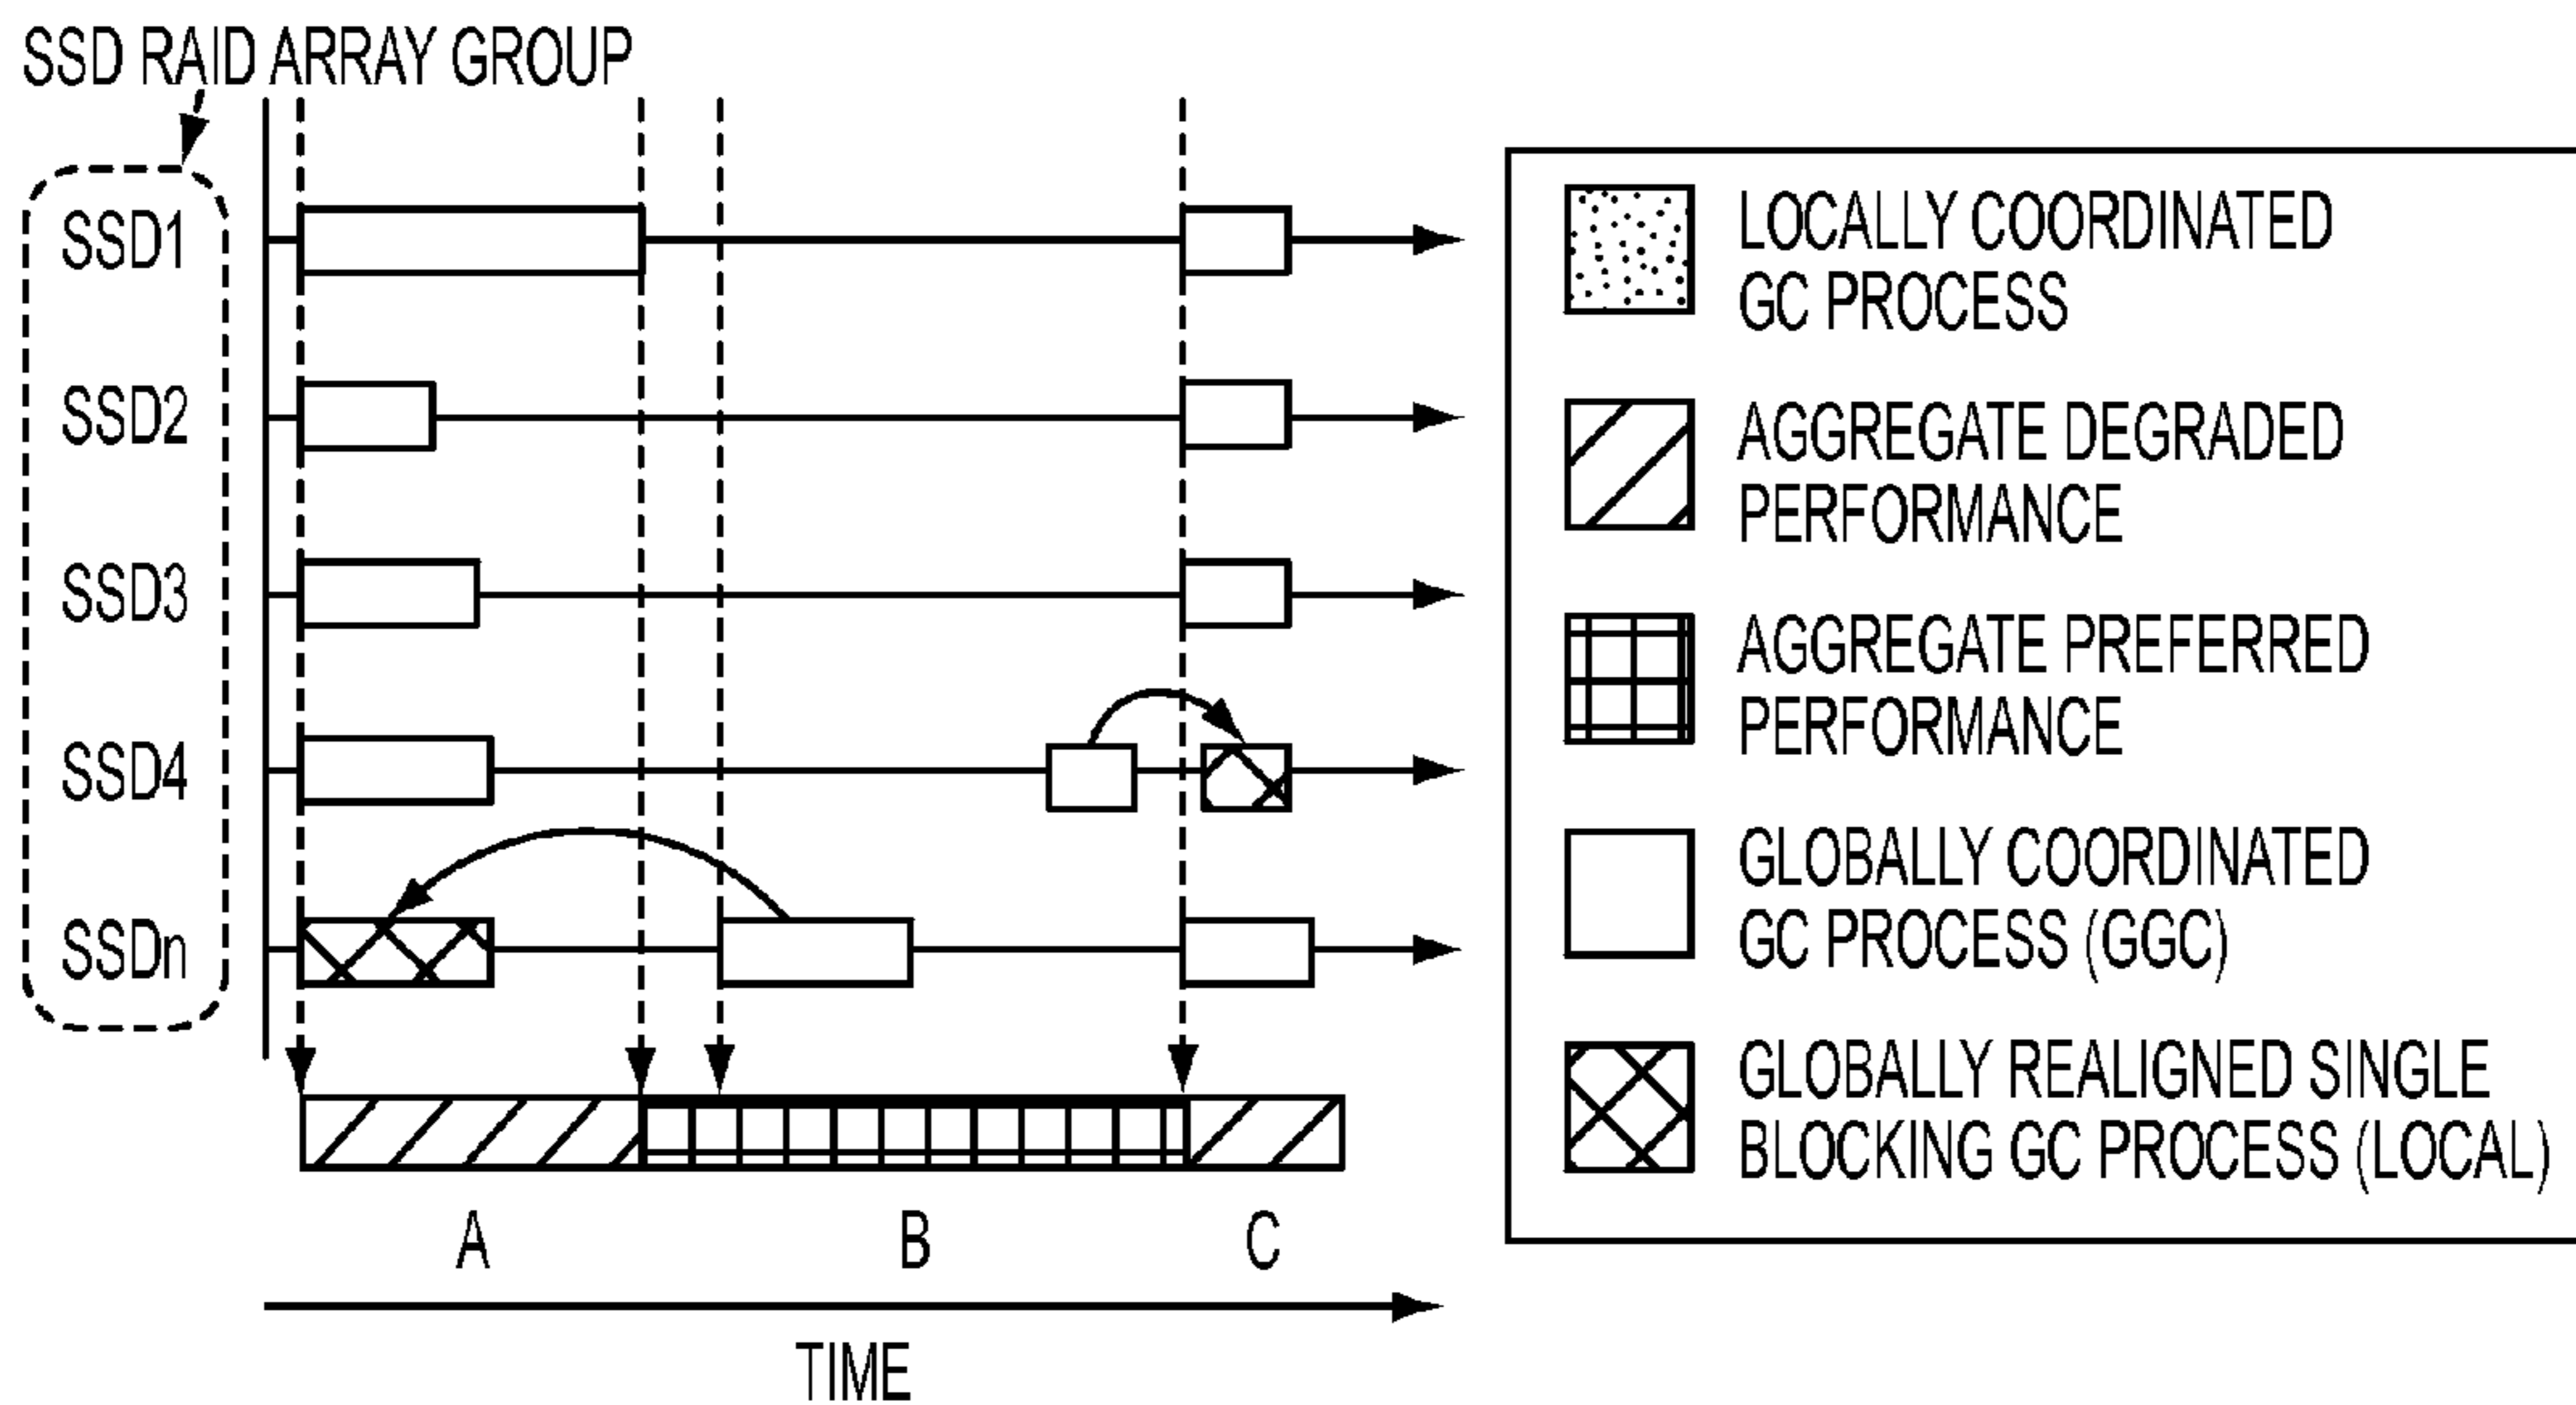 SSD RAID ARRAY GROUP
SSD1
SSD2
SSD3
SSD4
SSDn
A
B
C
TIME
LOCALLY COORDINATED
GC PROCESS
AGGREGATE DEGRADED
PERFORMANCE
AGGREGATE PREFERRED
PERFORMANCE
GLOBALLY COORDINATED
GC PROCESS (GGC)
GLOBALLY REALIGNED SINGLE
BLOCKING GC PROCESS (LOCAL)